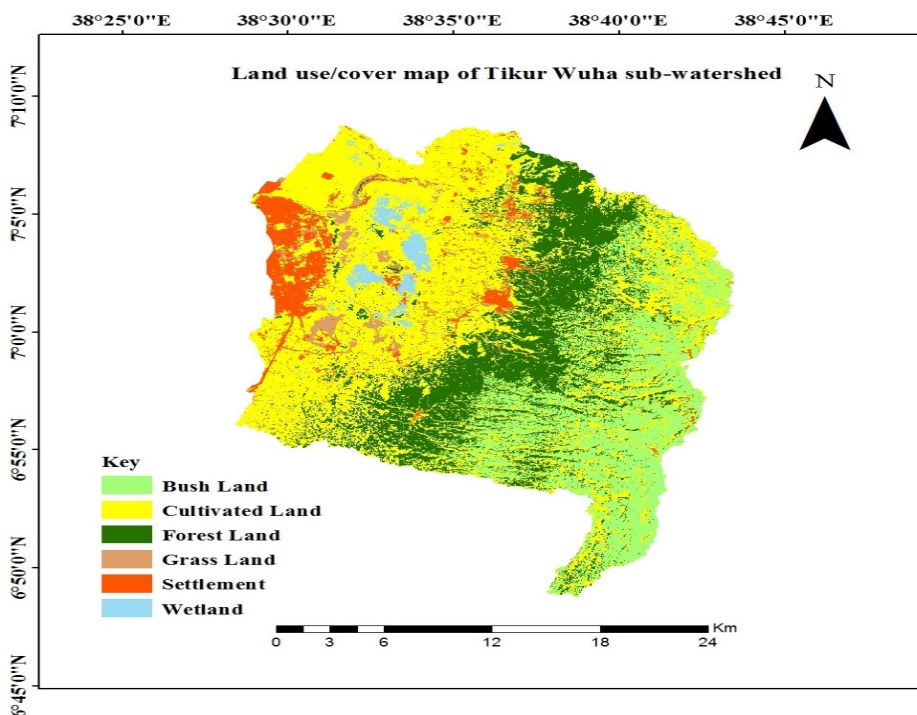 38°25'0"E 38°30'0"E 38°35'0"E 38°40'0"E 38°45'0"E
Land use/cover map of Tikur Wuha sub-watershed
N
7°10'0"N
7°5'0"N
7°0'0"N
6°55'0"N
6°50'0"N
6°45'0"N
Key
Bush Land
Cultivated Land
Forest Land
Grass Land
Settlement
Wetland
Km
0 3 6 12 18 24